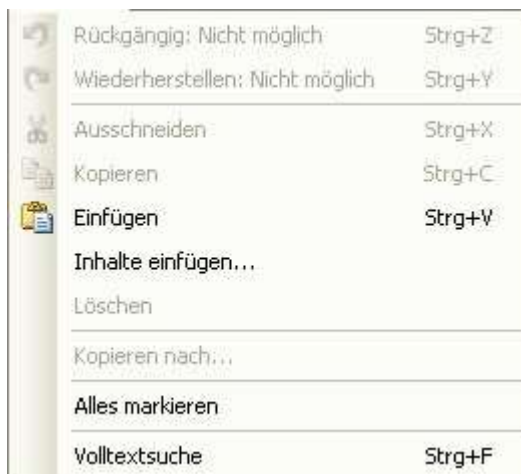 Rückgängig: Nicht möglich Strg+Z
Wiederherstellen: Nicht möglich Strg+Y
Ausschneiden Strg+X
Kopieren Strg+C
Einfügen Strg+V
Inhalte einfügen...
Löschen
Kopieren nach...
Alles markieren
Volltextsuche Strg+F